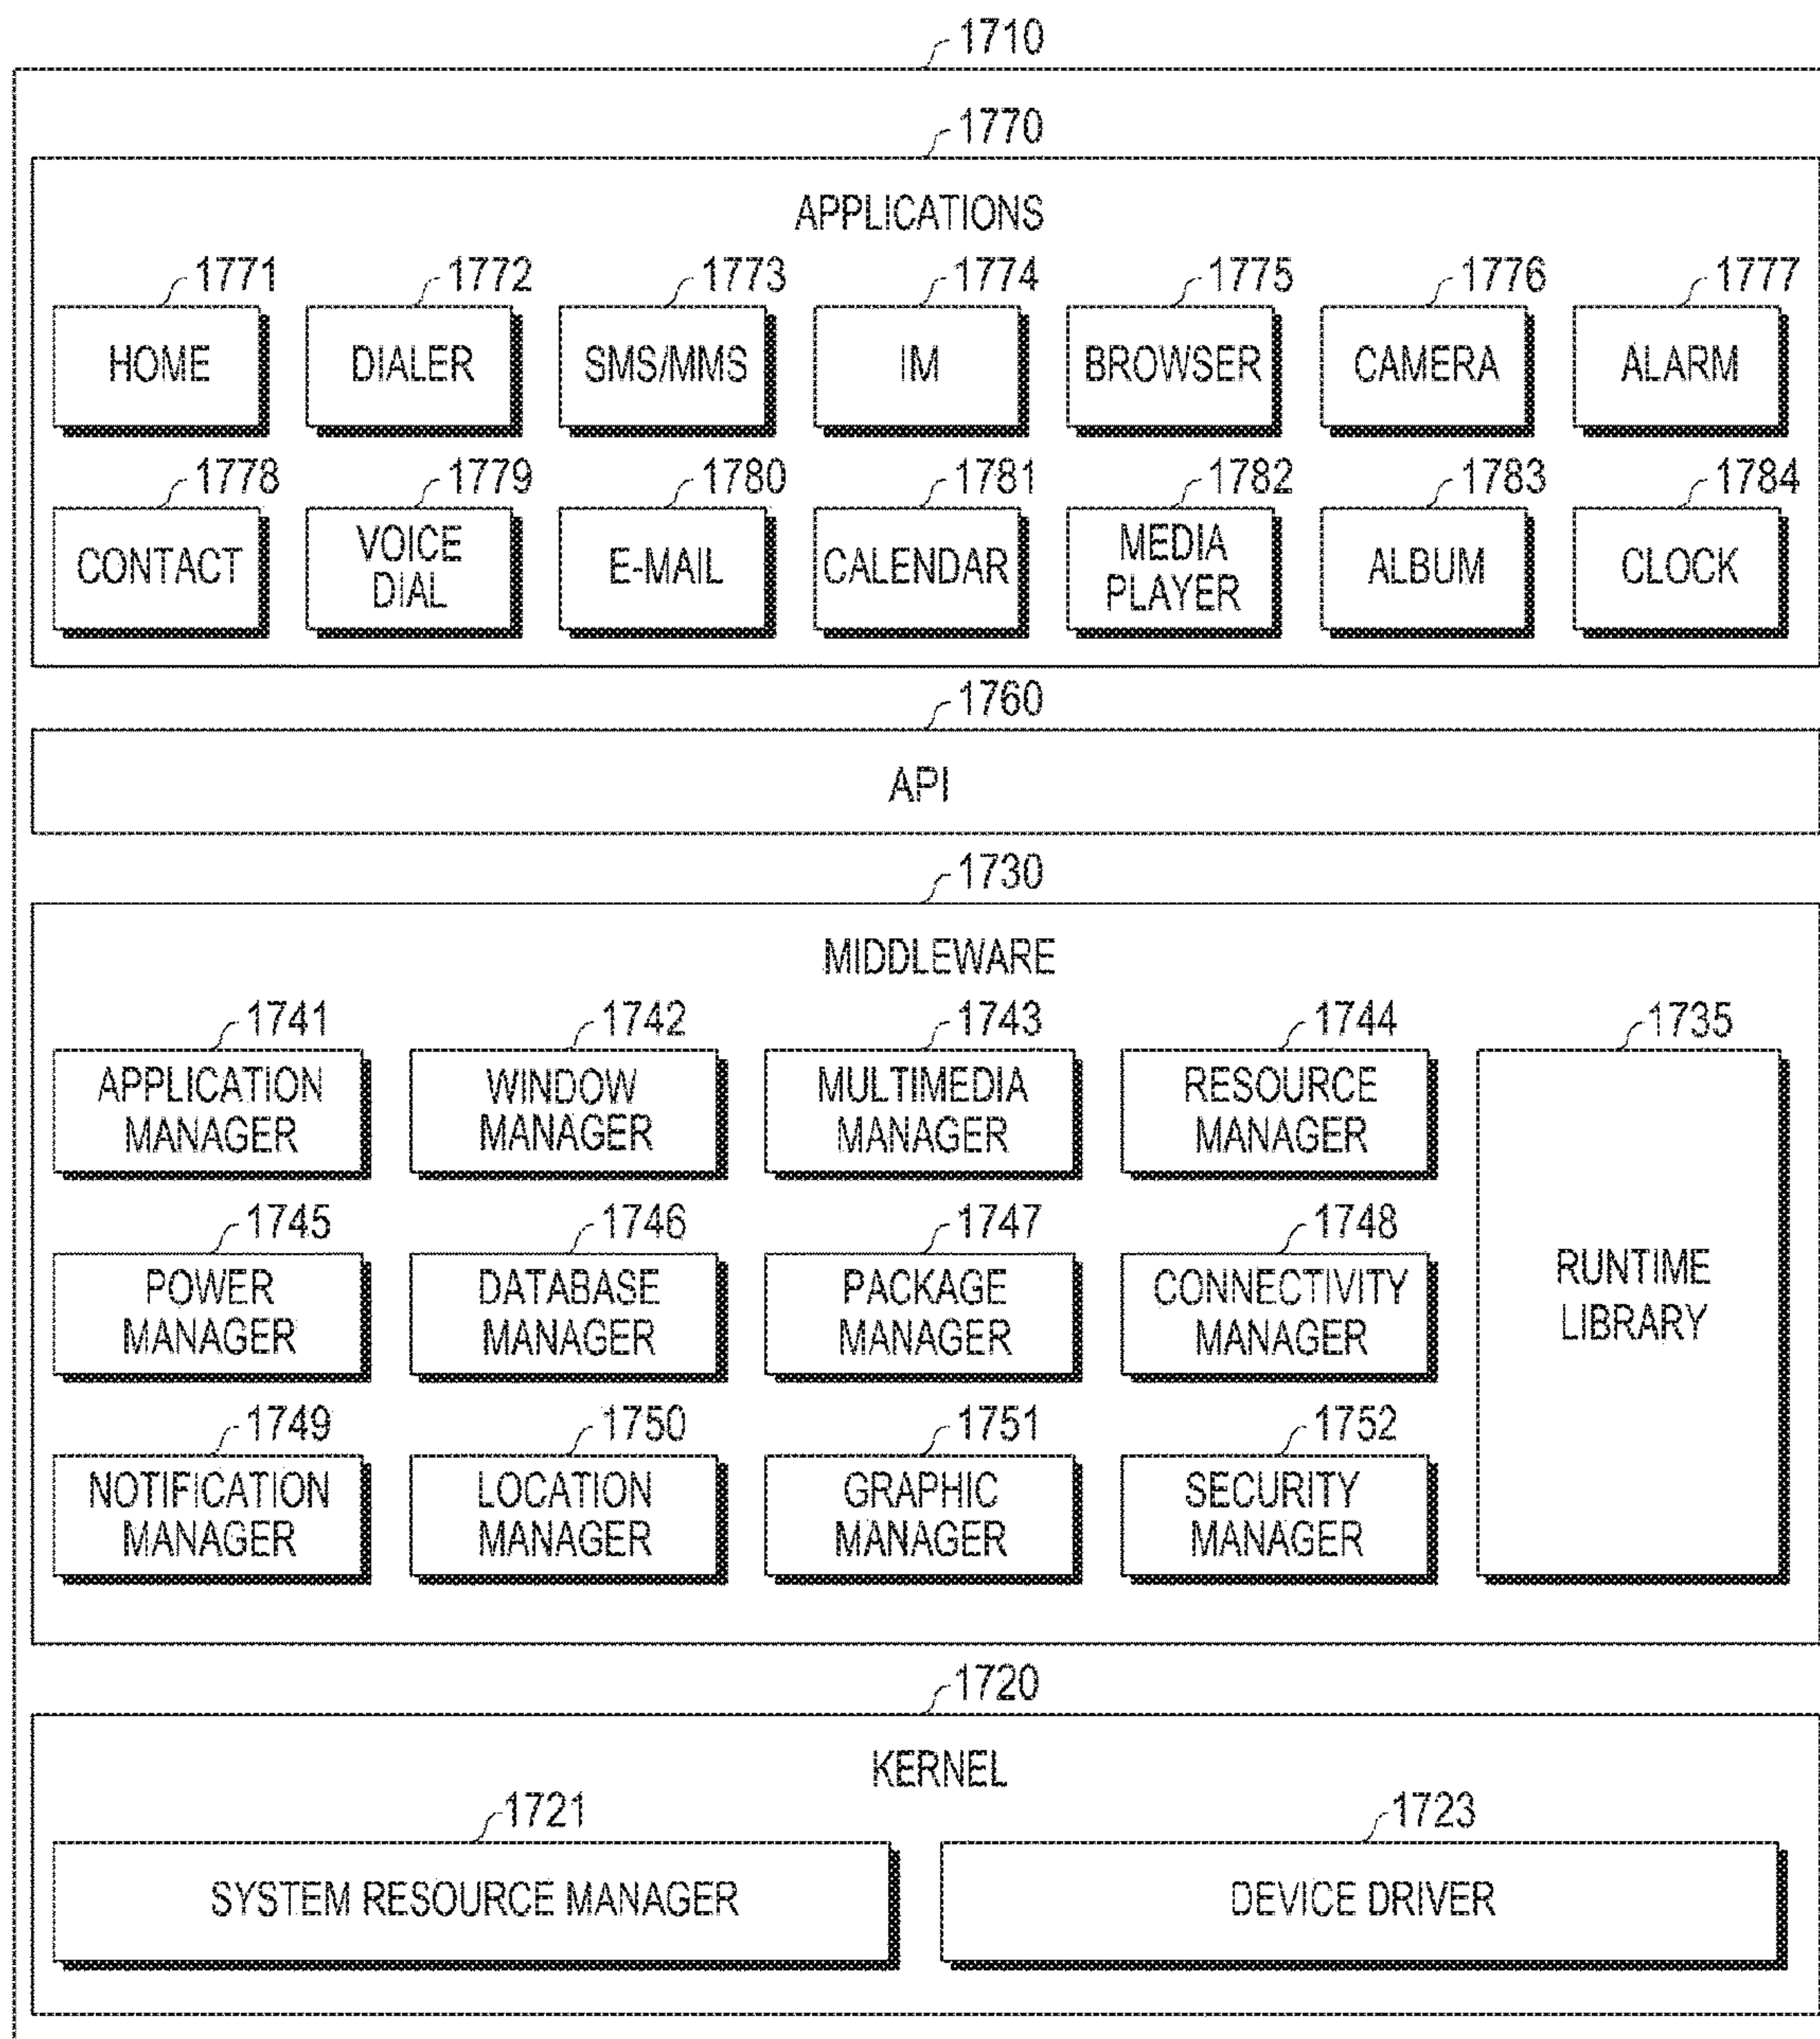 1710
1770
APPLICATIONS
1771 1772 1773 1774 1775 1776 1777
HOME DIALER SMS/MMS IM BROWSER CAMERA ALARM
1778 1779 1780 1781 1782 1783 1784
CONTACT VOICE DIAL E-MAIL CALENDAR MEDIA PLAYER ALBUM CLOCK
1760
API
1730
MIDDLEWARE
1741 1742 1743 1744 1735
APPLICATION MANAGER WINDOW MANAGER MULTIMEDIA MANAGER RESOURCE MANAGER
1745 1746 1747 1748
POWER MANAGER DATABASE MANAGER PACKAGE MANAGER CONNECTIVITY MANAGER RUNTIME LIBRARY
1749 1750 1751 1752
NOTIFICATION MANAGER LOCATION MANAGER GRAPHIC MANAGER SECURITY MANAGER
1720
KERNEL
1721 1723
SYSTEM RESOURCE MANAGER DEVICE DRIVER